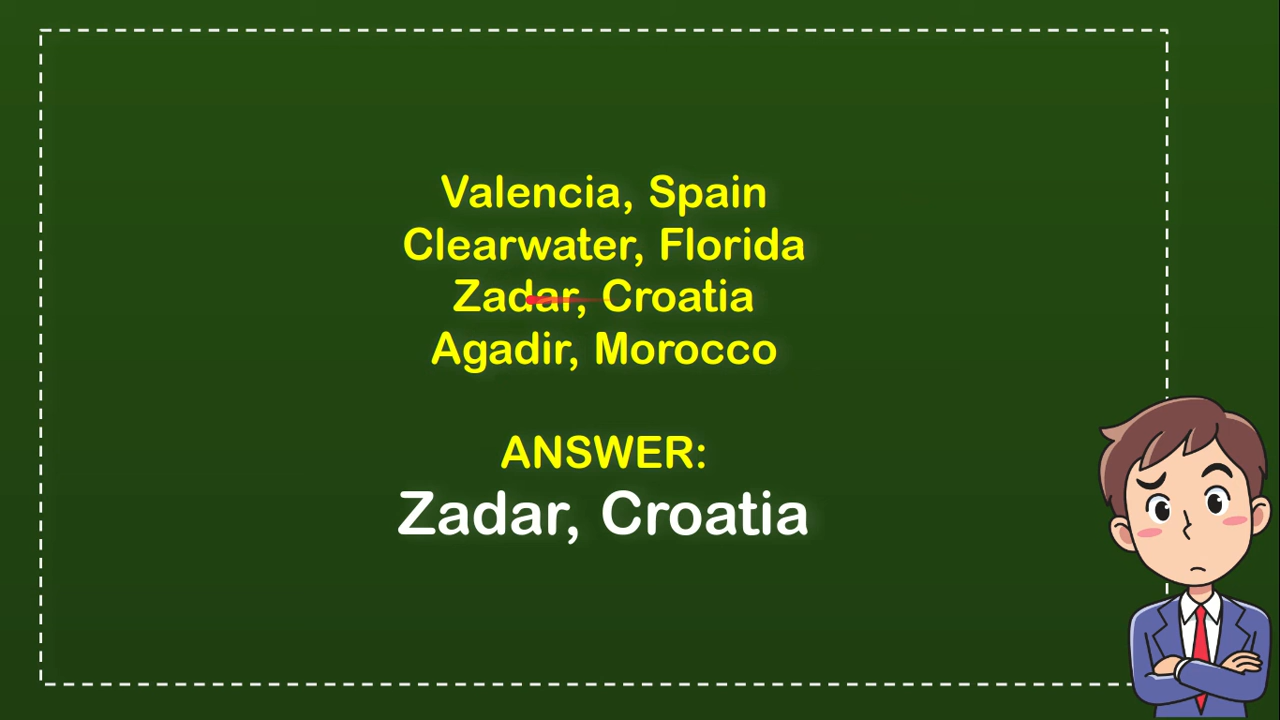 Valencia, Spain
Clearwater, Florida
Zadar, Croatia
Agadir, Morocco
ANSWER:
Zadar, Croatia